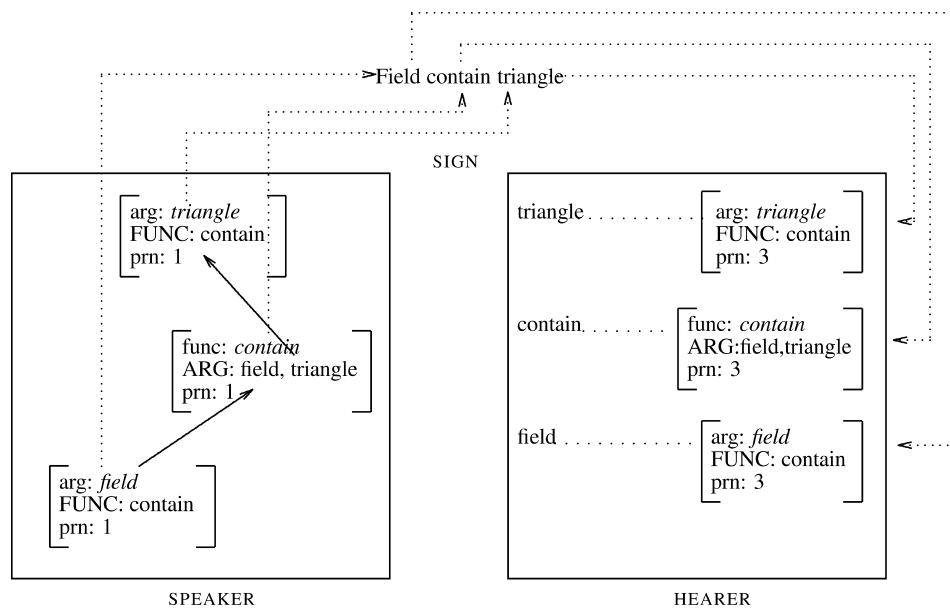 Field contain triangle
SIGN
arg: triangle
FUNC: contain
prn: 1
func: contain
ARG: field, triangle
prn: 1
arg: field
FUNC: contain
prn: 1
SPEAKER
triangle
arg: triangle
FUNC: contain
prn: 3
contain
func: contain
ARG:field,triangle
prn: 3
field
arg: field
FUNC: contain
prn: 3
HEARER